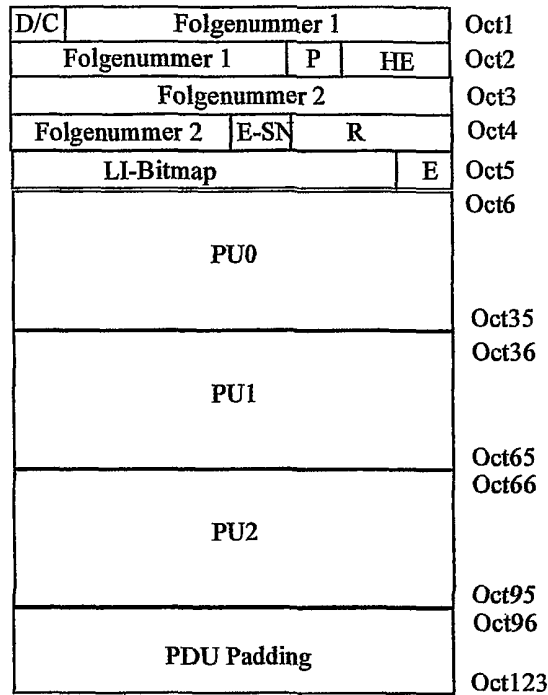 D/C Folgenummer 1 Oct1
Folgenummer 1 P HE Oct2
Folgenummer 2 Oct3
Folgenummer 2 E-SN R Oct4
LI-Bitmap E Oct5
Oct6
PU0
Oct35
Oct36
PU1
Oct65
Oct66
PU2
Oct95
Oct96
PDU Padding
Oct123